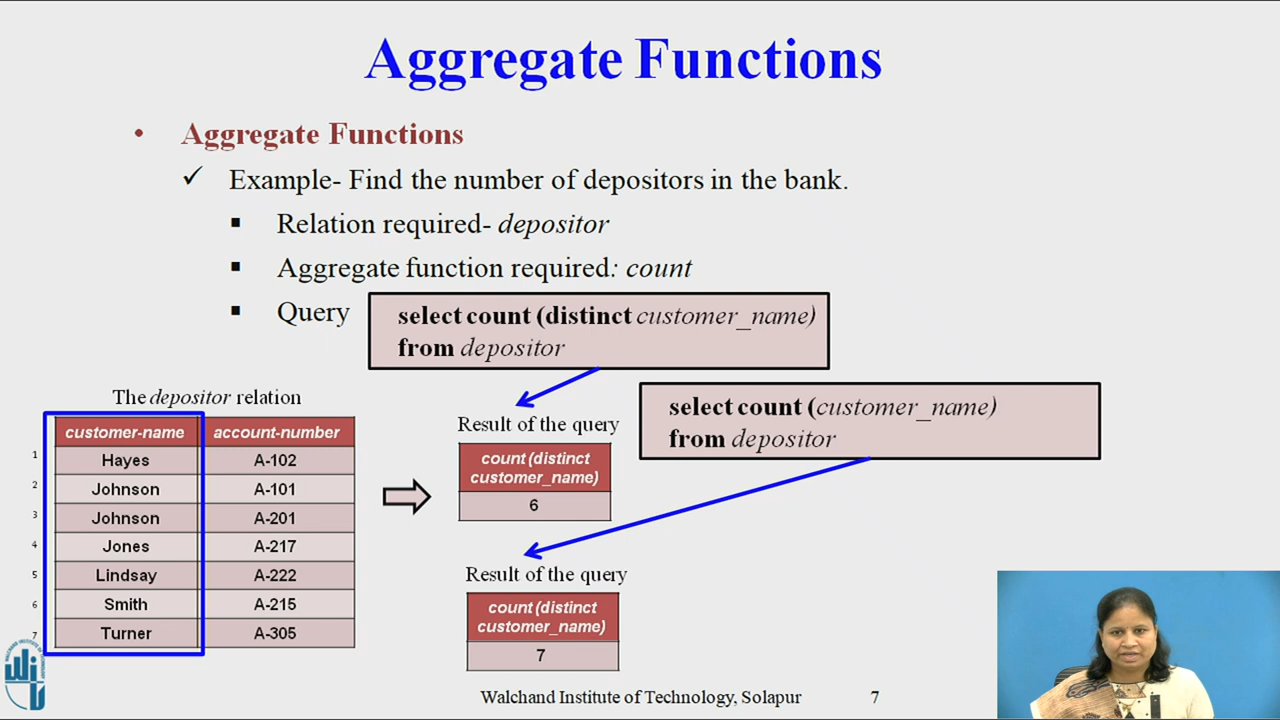 Aggregate Functions
• Aggregate Functions
✓ Example- Find the number of depositors in the bank.
▪ Relation required- depositor
▪ Aggregate function required: count
▪ Query
select count (distinct customer_name)
from depositor
select count (customer_name)
from depositor
The depositor relation
customer-name account-number
1 Hayes A-102
2 Johnson A-101
3 Johnson A-201
4 Jones A-217
5 Lindsay A-222
6 Smith A-215
7 Turner A-305
Result of the query
count (distinct
customer_name)
6
Result of the query
count (distinct
customer_name)
7
Walchand Institute of Technology, Solapur 7